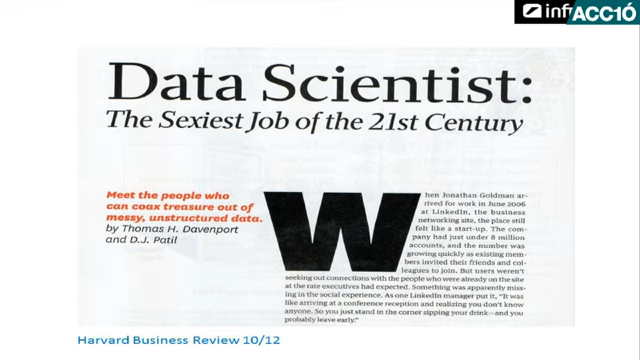 inf
ACC1Ó
Data Scientist:
The Sexiest Job of the 21st Century
Meet the people who
can coax treasure out of
messy, unstructured data.
by Thomas H. Davenport
and D.J. Patil
When Jonathan Goldman ar-
rived for work in June 2006
at LinkedIn, the business
networking site, the place still
felt like a start-up. The com-
pany had just under 8 million
accounts, and the number was
growing quickly as existing mem-
bers invited their friends and col-
leagues to join. But users weren't
seeking out connections with the people who were already on the site
at the rate executives had expected. Something was apparently miss-
ing in the social experience. As one LinkedIn manager put it, "It was
like arriving at a conference reception and realizing you don't know
anyone. So you just stand in the corner sipping your drink—and you
probably leave early."
Harvard Business Review 10/12